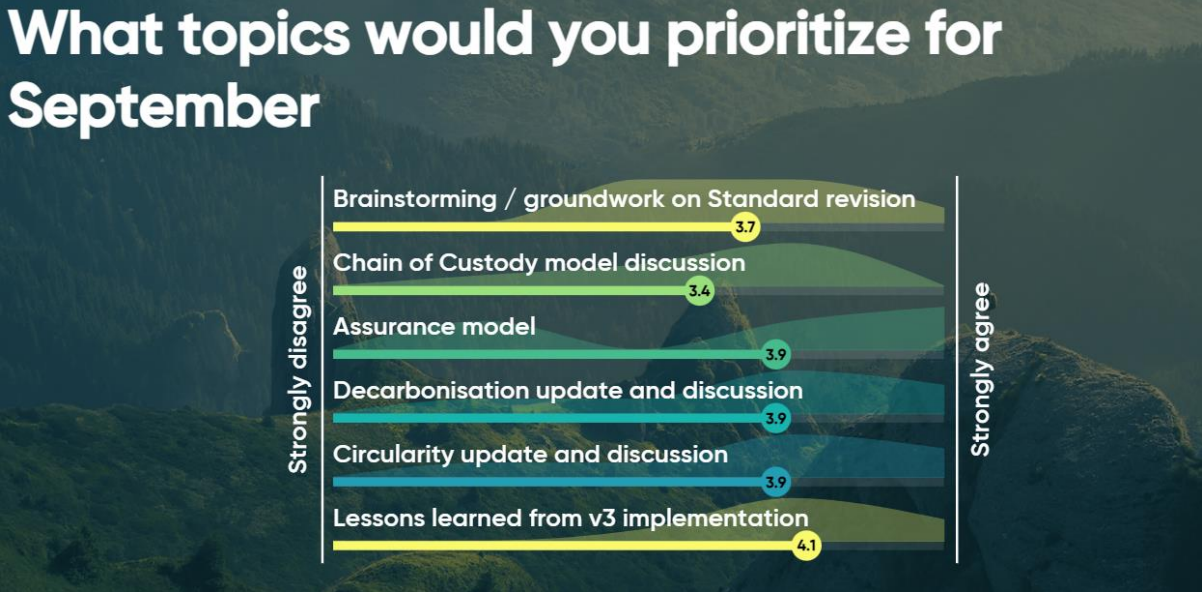 What topics would you prioritize for
September
Strongly disagree
Brainstorming / groundwork on Standard revision
3.7
Chain of Custody model discussion
3.4
Assurance model
3.9
Decarbonisation update and discussion
3.9
Circularity update and discussion
3.9
Lessons learned from v3 implementation
4.1
Strongly agree